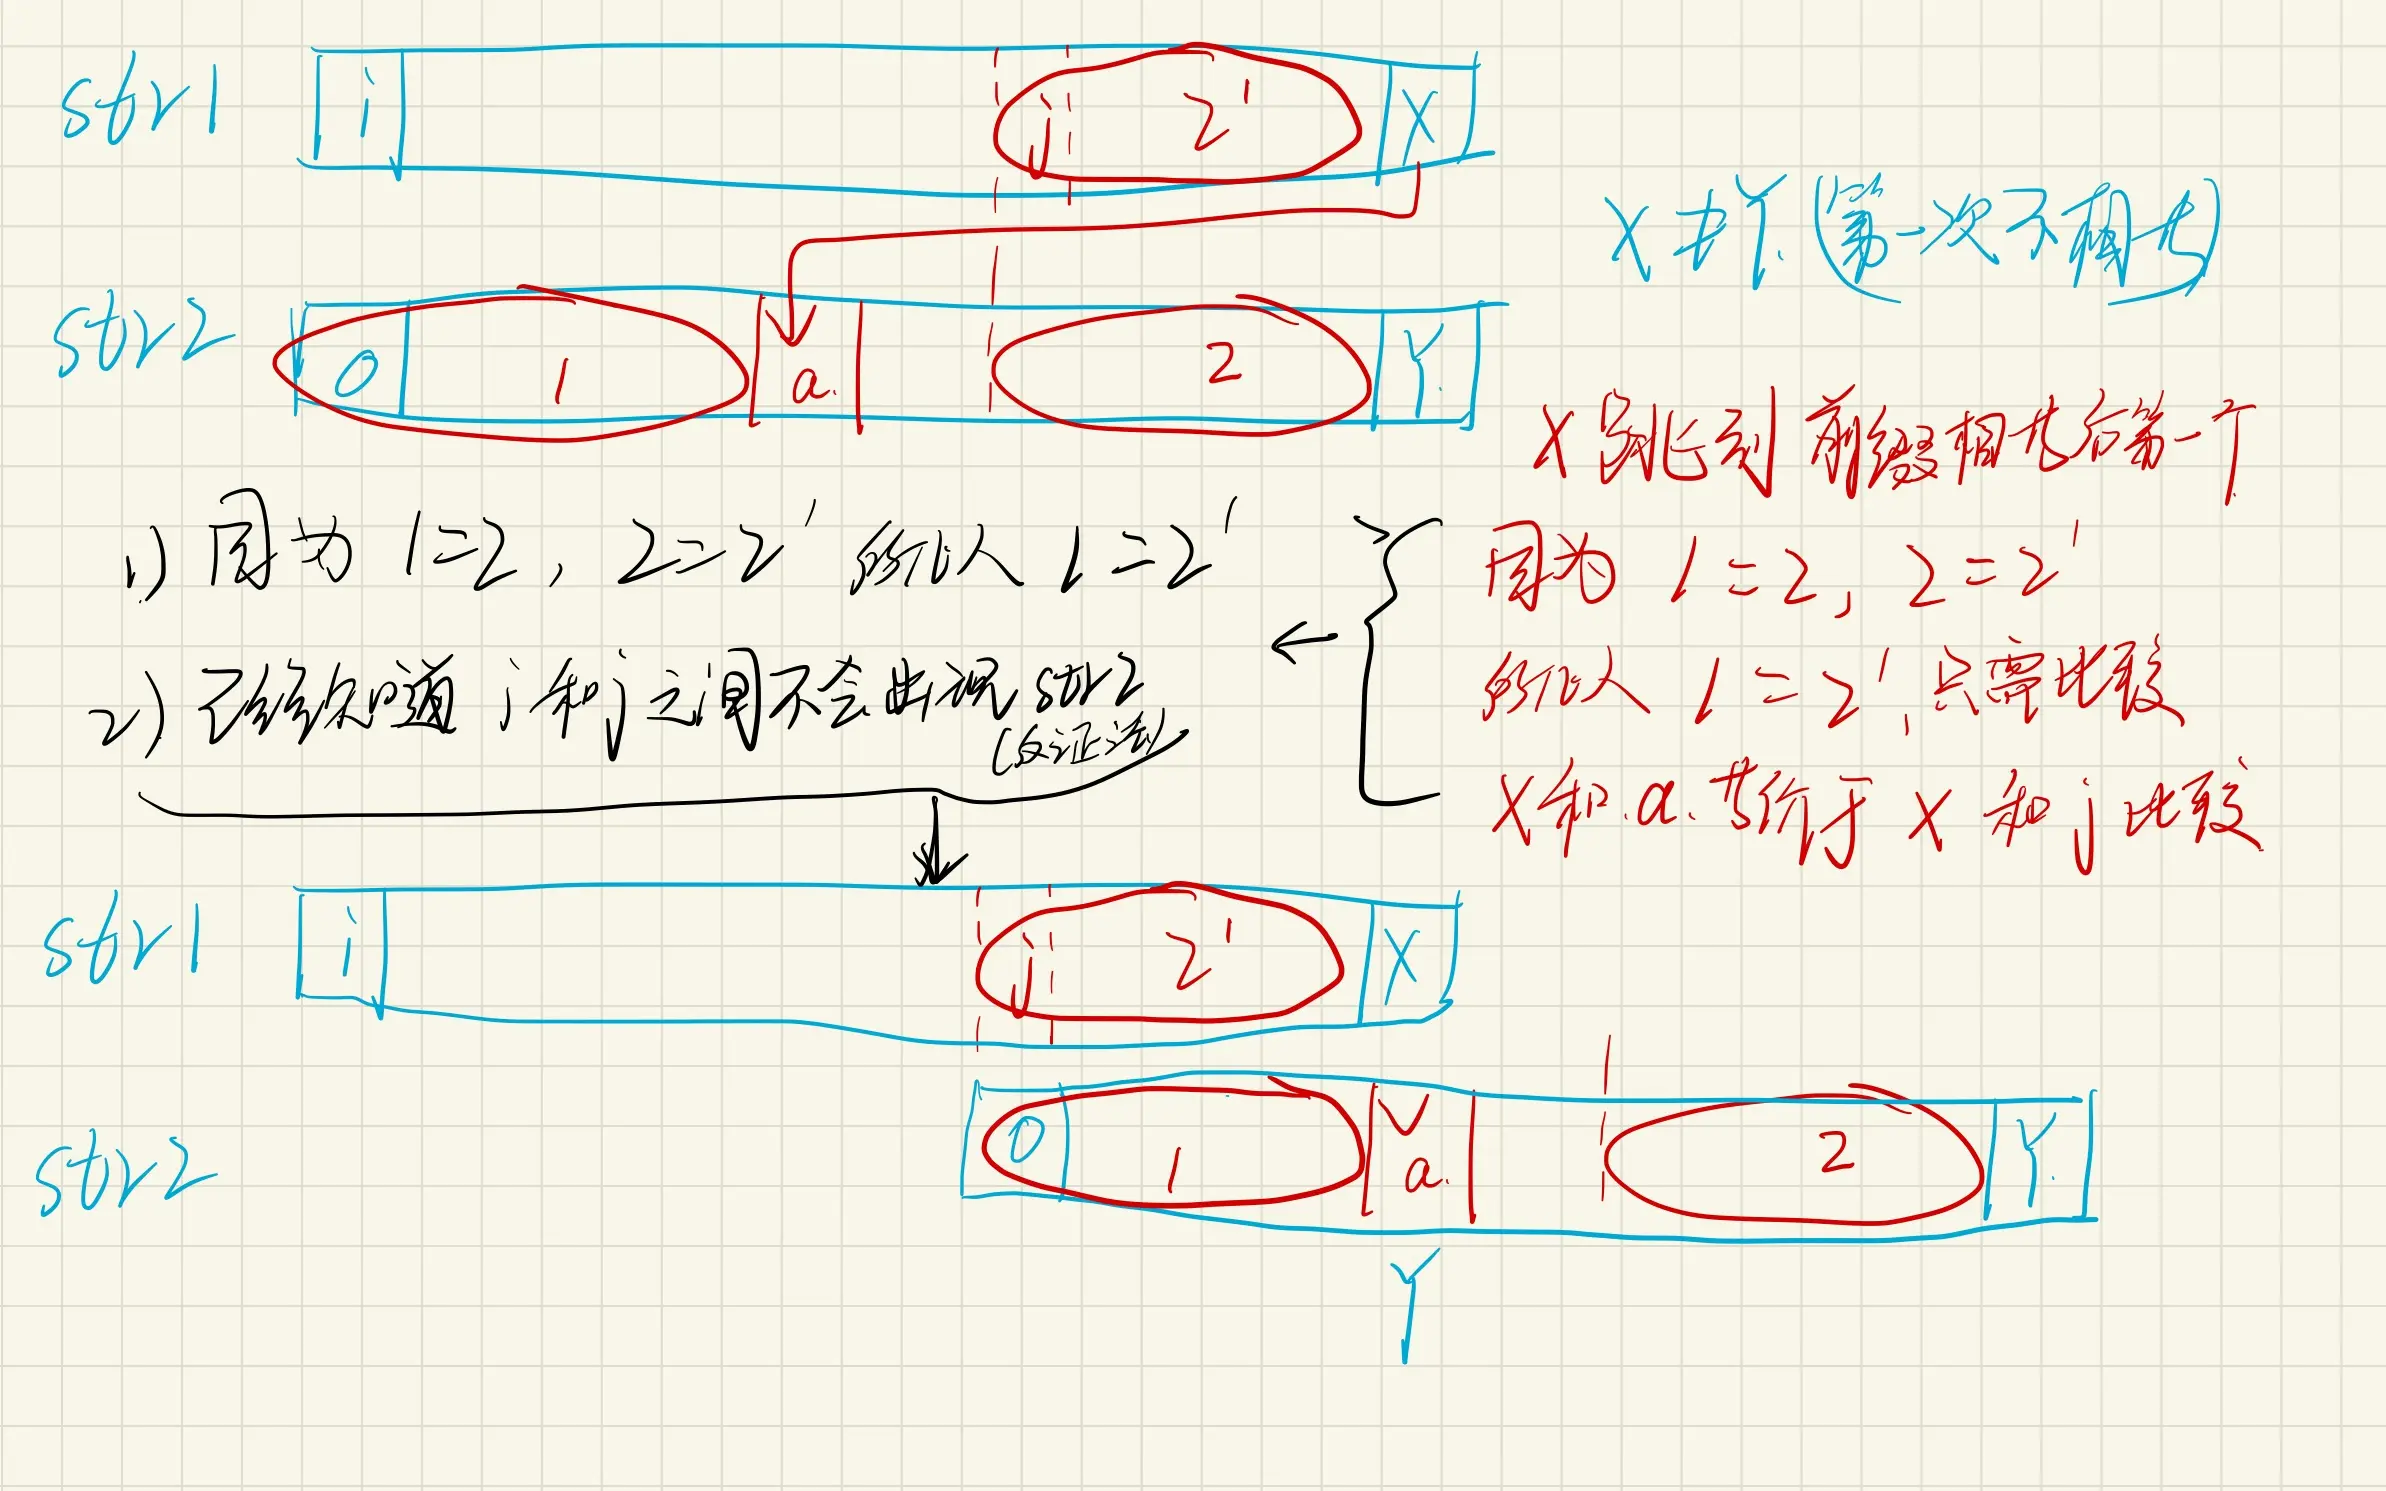 str1 i j 2' X
X ≠ Y (第一次不相等)
str2 0 1 a. 2 Y.
X 跳到前缀相等后第一个
1) 因为 1=2, 2=2' 所以 1=2'
因为 1=2, 2=2'
2) 已经知道 i 和 j 之间不会出现 str2
(反证法)
所以 1=2', 只需比较
X 和 a. 等价于 X 和 j 比较
str1 i j 2' X
str2 0 1 a. 2 Y.
Y